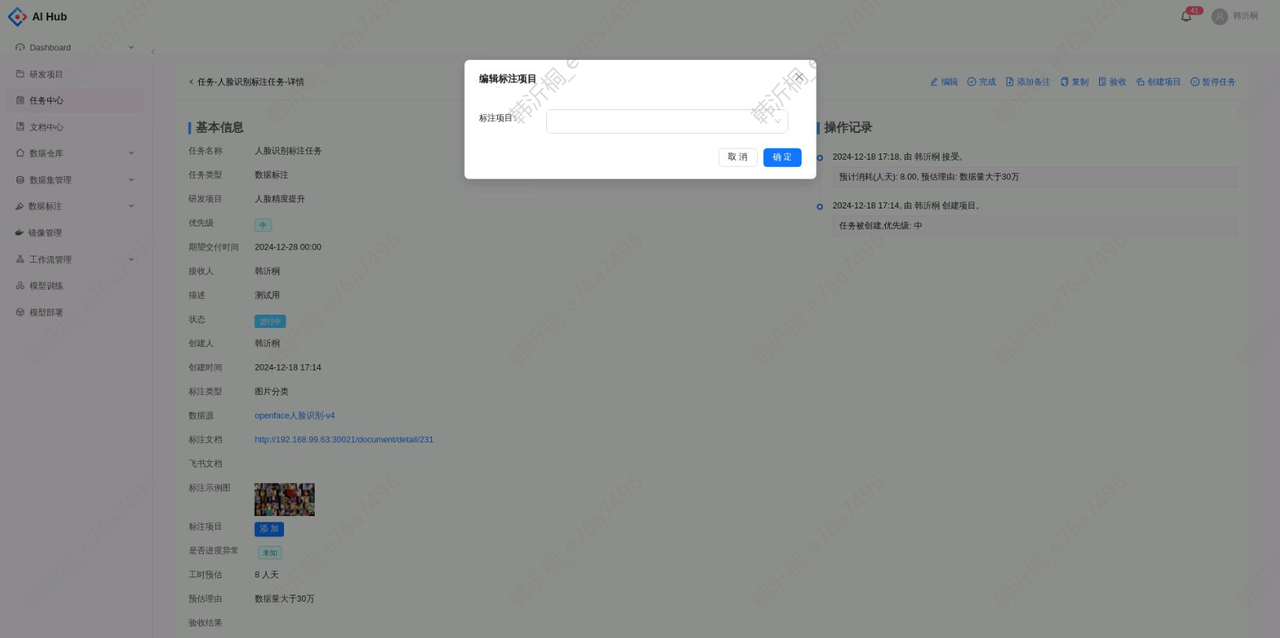 AI Hub
41
韩沂桐
Dashboard
研发项目
任务中心
文档中心
数据仓库
数据集管理
数据标注
镜像管理
工作流管理
模型训练
模型部署
任务-人脸识别标注任务-详情
编辑
完成
添加备注
复制
验收
创建项目
暂停任务
编辑标注项目
标注项目:
取 消
确 定
基本信息
任务名称 人脸识别标注任务
任务类型 数据标注
研发项目 人脸精度提升
优先级 中
期望交付时间 2024-12-28 00:00
接收人 韩沂桐
描述 测试用
状态 进行中
创建人 韩沂桐
创建时间 2024-12-18 17:14
标注类型 图片分类
数据源 openface人脸识别-v4
标注文档 http://192.168.99.63:30021/document/detail/231
飞书文档
标注示例图
标注项目 添 加
是否进度异常 未知
工时预估 8 人天
预估理由 数据量大于30万
验收结果
操作记录
2024-12-18 17:18, 由 韩沂桐 接受。
预计消耗(人天): 8.00, 预估理由: 数据量大于30万
2024-12-18 17:14, 由 韩沂桐 创建项目。
任务被创建,优先级: 中
韩沂桐_e76a7496